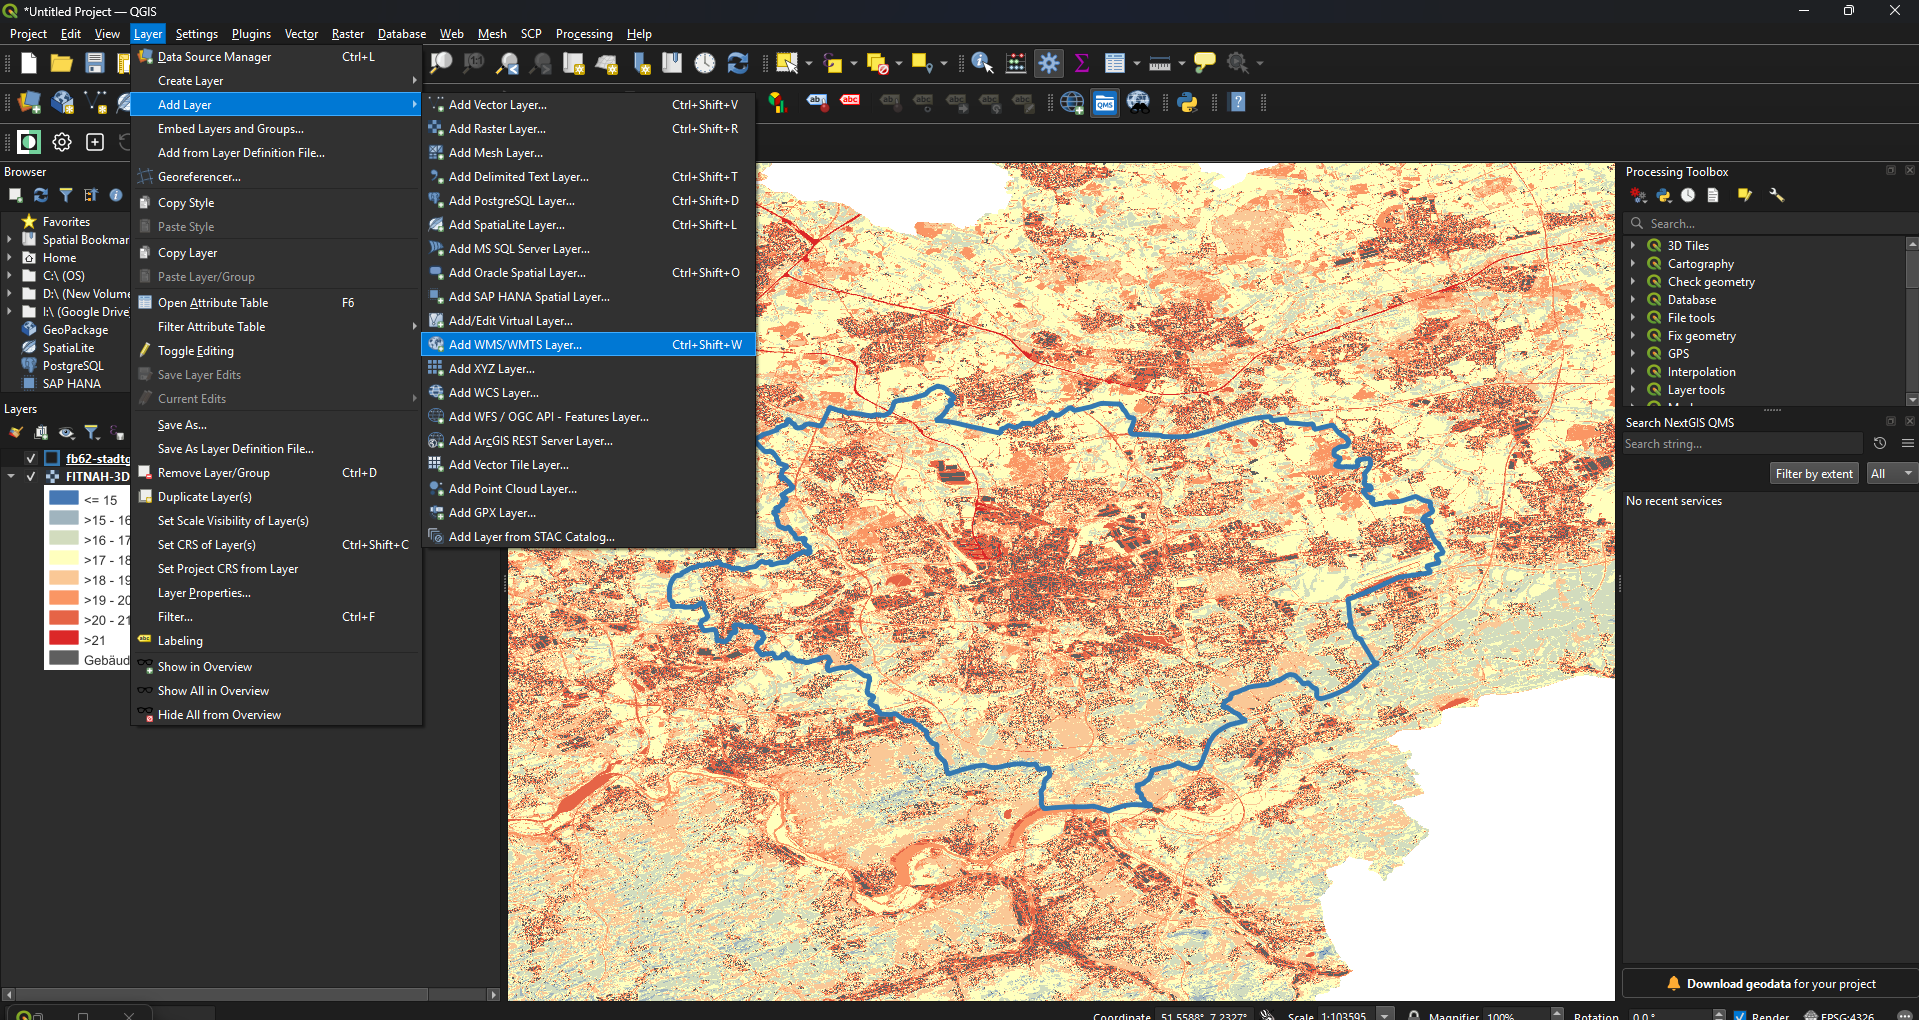 *Untitled Project — QGIS
Project Edit View Layer Settings Plugins Vector Raster Database Web Mesh SCP Processing Help
Data Source Manager Ctrl+L
Create Layer
Add Layer
Embed Layers and Groups...
Add from Layer Definition File...
Georeferencer...
Copy Style
Paste Style
Copy Layer
Paste Layer/Group
Open Attribute Table F6
Filter Attribute Table
Toggle Editing
Save Layer Edits
Current Edits
Save As...
Save As Layer Definition File...
Remove Layer/Group Ctrl+D
Duplicate Layer(s)
Set Scale Visibility of Layer(s)
Set CRS of Layer(s) Ctrl+Shift+C
Set Project CRS from Layer
Layer Properties...
Filter... Ctrl+F
Labeling
Show in Overview
Show All in Overview
Hide All from Overview
Add Vector Layer... Ctrl+Shift+V
Add Raster Layer... Ctrl+Shift+R
Add Mesh Layer...
Add Delimited Text Layer... Ctrl+Shift+T
Add PostgreSQL Layer... Ctrl+Shift+D
Add SpatiaLite Layer... Ctrl+Shift+L
Add MS SQL Server Layer...
Add Oracle Spatial Layer... Ctrl+Shift+O
Add SAP HANA Spatial Layer...
Add/Edit Virtual Layer...
Add WMS/WMTS Layer... Ctrl+Shift+W
Add XYZ Layer...
Add WCS Layer...
Add WFS / OGC API - Features Layer...
Add ArcGIS REST Server Layer...
Add Vector Tile Layer...
Add Point Cloud Layer...
Add GPX Layer...
Add Layer from STAC Catalog...
abc
abc
QMS
Browser
Favorites
Spatial Bookmar
Home
C:\ (OS)
D:\ (New Volume
I:\ (Google Drive
GeoPackage
SpatiaLite
PostgreSQL
SAP HANA
Layers
fb62-stadtg
FITNAH-3D
<= 15
>15 - 16
>16 - 17
>17 - 18
>18 - 19
>19 - 20
>20 - 21
>21
Gebäud
Processing Toolbox
Search...
3D Tiles
Cartography
Check geometry
Database
File tools
Fix geometry
GPS
Interpolation
Layer tools
Search NextGIS QMS
Search string...
Filter by extent All
No recent services
Download geodata for your project
Coordinate 51.5588° 7.2327° Scale 1:103595 Magnifier 100% Rotation 0.0° Render EPSG:4326